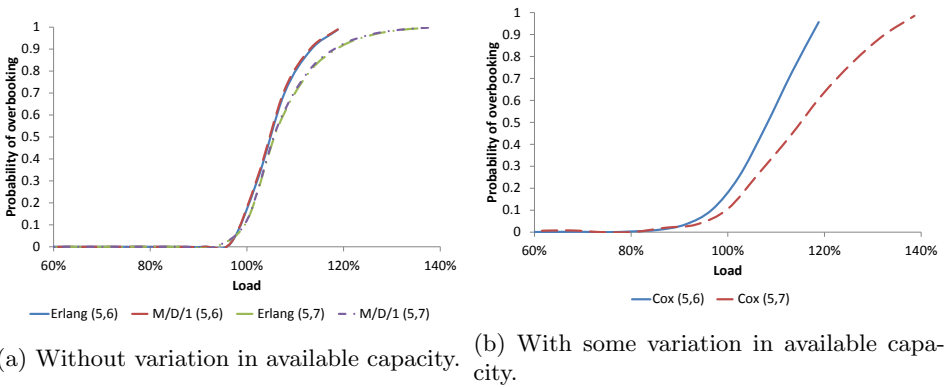 Probability of overbooking
1
0.9
0.8
0.7
0.6
0.5
0.4
0.3
0.2
0.1
0
60% 80% 100% 120% 140%
Load
Erlang (5,6) M/D/1 (5,6) Erlang (5,7) M/D/1 (5,7)
a) Without variation in available capacity.
Probability of overbooking
1
0.9
0.8
0.7
0.6
0.5
0.4
0.3
0.2
0.1
0
60% 80% 100% 120% 140%
Load
Cox (5,6) Cox (5,7)
(b) With some variation in available capa-
city.